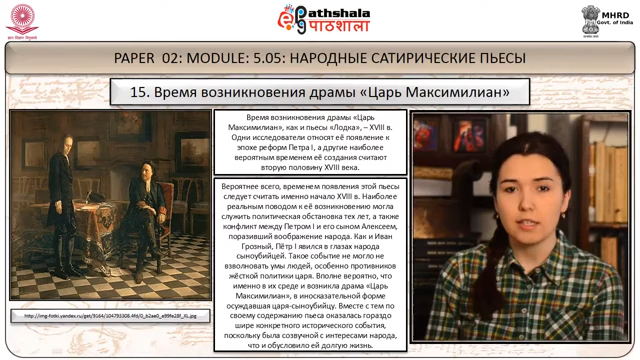 Pathshala
पाठशाला
MHRD
Govt. of India
PAPER 02: MODULE: 5.05: НАРОДНЫЕ САТИРИЧЕСКИЕ ПЬЕСЫ
15. Время возникновения драмы «Царь Максимилиан»
Время возникновения драмы «Царь
Максимилиан», как и пьесы «Лодка», – XVIII в.
Одни исследователи относят её появление к
эпохе реформ Петра I, а другие наиболее
вероятным временем её создания считают
вторую половину XVIII века.
Вероятнее всего, временем появления этой пьесы
следует считать именно начало XVIII в. Наиболее
реальным поводом к её возникновению могла
служить политическая обстановка тех лет, а также
конфликт между Петром I и его сыном Алексеем,
поразивший воображение народа. Как и Иван
Грозный, Пётр I явился в глазах народа
сыноубийцей. Такое событие не могло не
взволновать умы людей, особенно противников
жёсткой политики царя. Вполне вероятно, что
именно в их среде и возникла драма «Царь
Максимилиан», в иносказательной форме
осуждавшая царя-сыноубийцу. Вместе с тем по
своему содержанию пьеса оказалась гораздо
шире конкретного исторического события,
поскольку была созвучной с интересами народа,
что и обусловило ей долгую жизнь.